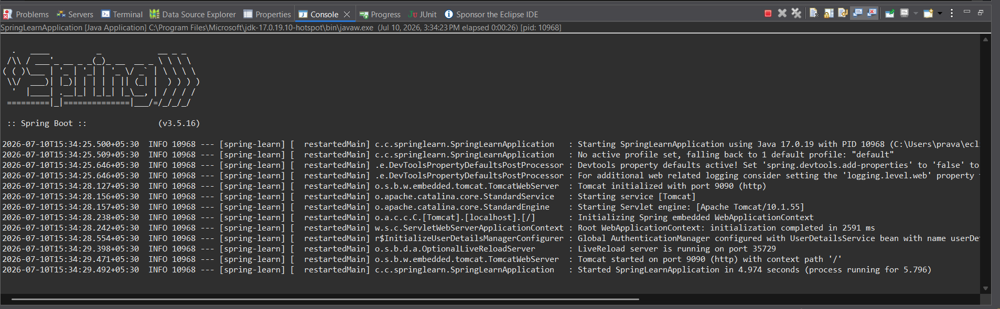 Problems Servers Terminal Data Source Explorer Properties Console Progress JUnit Sponsor the Eclipse IDE
SpringLearnApplication [Java Application] C:\Program Files\Microsoft\jdk-17.0.19.10-hotspot\bin\javaw.exe (Jul 10, 2026, 3:34:23 PM elapsed 0:00:26) [pid: 10968]
  .   ____          _            __ _ _
 /\\ / ___'_ __ _ _(_)_ __  __ _ \ \ \ \
( ( )\___ | '_ | '_| | '_ \/ _` | \ \ \ \
 \\/  ___)| |_)| | | | | || (_| |  ) ) ) )
  '  |____| .__|_| |_|_| |_\__, | / / / /
 =========|_|==============|___/=/_/_/_/
 :: Spring Boot ::                (v3.5.16)
2026-07-10T15:34:25.500+05:30  INFO 10968 --- [spring-learn] [  restartedMain] c.c.springlearn.SpringLearnApplication   : Starting SpringLearnApplication using Java 17.0.19 with PID 10968 (C:\Users\prava\ecl
2026-07-10T15:34:25.509+05:30  INFO 10968 --- [spring-learn] [  restartedMain] c.c.springlearn.SpringLearnApplication   : No active profile set, falling back to 1 default profile: "default"
2026-07-10T15:34:25.646+05:30  INFO 10968 --- [spring-learn] [  restartedMain] .e.DevToolsPropertyDefaultsPostProcessor : Devtools property defaults active! Set 'spring.devtools.add-properties' to 'false' to
2026-07-10T15:34:25.646+05:30  INFO 10968 --- [spring-learn] [  restartedMain] .e.DevToolsPropertyDefaultsPostProcessor : For additional web related logging consider setting the 'logging.level.web' property
2026-07-10T15:34:28.127+05:30  INFO 10968 --- [spring-learn] [  restartedMain] o.s.b.w.embedded.tomcat.TomcatWebServer  : Tomcat initialized with port 9090 (http)
2026-07-10T15:34:28.156+05:30  INFO 10968 --- [spring-learn] [  restartedMain] o.apache.catalina.core.StandardService   : Starting service [Tomcat]
2026-07-10T15:34:28.157+05:30  INFO 10968 --- [spring-learn] [  restartedMain] o.apache.catalina.core.StandardEngine    : Starting Servlet engine: [Apache Tomcat/10.1.55]
2026-07-10T15:34:28.238+05:30  INFO 10968 --- [spring-learn] [  restartedMain] o.a.c.c.C.[Tomcat].[localhost].[/]       : Initializing Spring embedded WebApplicationContext
2026-07-10T15:34:28.242+05:30  INFO 10968 --- [spring-learn] [  restartedMain] w.s.c.ServletWebServerApplicationContext : Root WebApplicationContext: initialization completed in 2591 ms
2026-07-10T15:34:28.554+05:30  INFO 10968 --- [spring-learn] [  restartedMain] r$InitializeUserDetailsManagerConfigurer : Global AuthenticationManager configured with UserDetailsService bean with name userDe
2026-07-10T15:34:29.398+05:30  INFO 10968 --- [spring-learn] [  restartedMain] o.s.b.d.a.OptionalLiveReloadServer       : LiveReload server is running on port 35729
2026-07-10T15:34:29.471+05:30  INFO 10968 --- [spring-learn] [  restartedMain] o.s.b.w.embedded.tomcat.TomcatWebServer  : Tomcat started on port 9090 (http) with context path '/'
2026-07-10T15:34:29.492+05:30  INFO 10968 --- [spring-learn] [  restartedMain] c.c.springlearn.SpringLearnApplication   : Started SpringLearnApplication in 4.974 seconds (process running for 5.796)